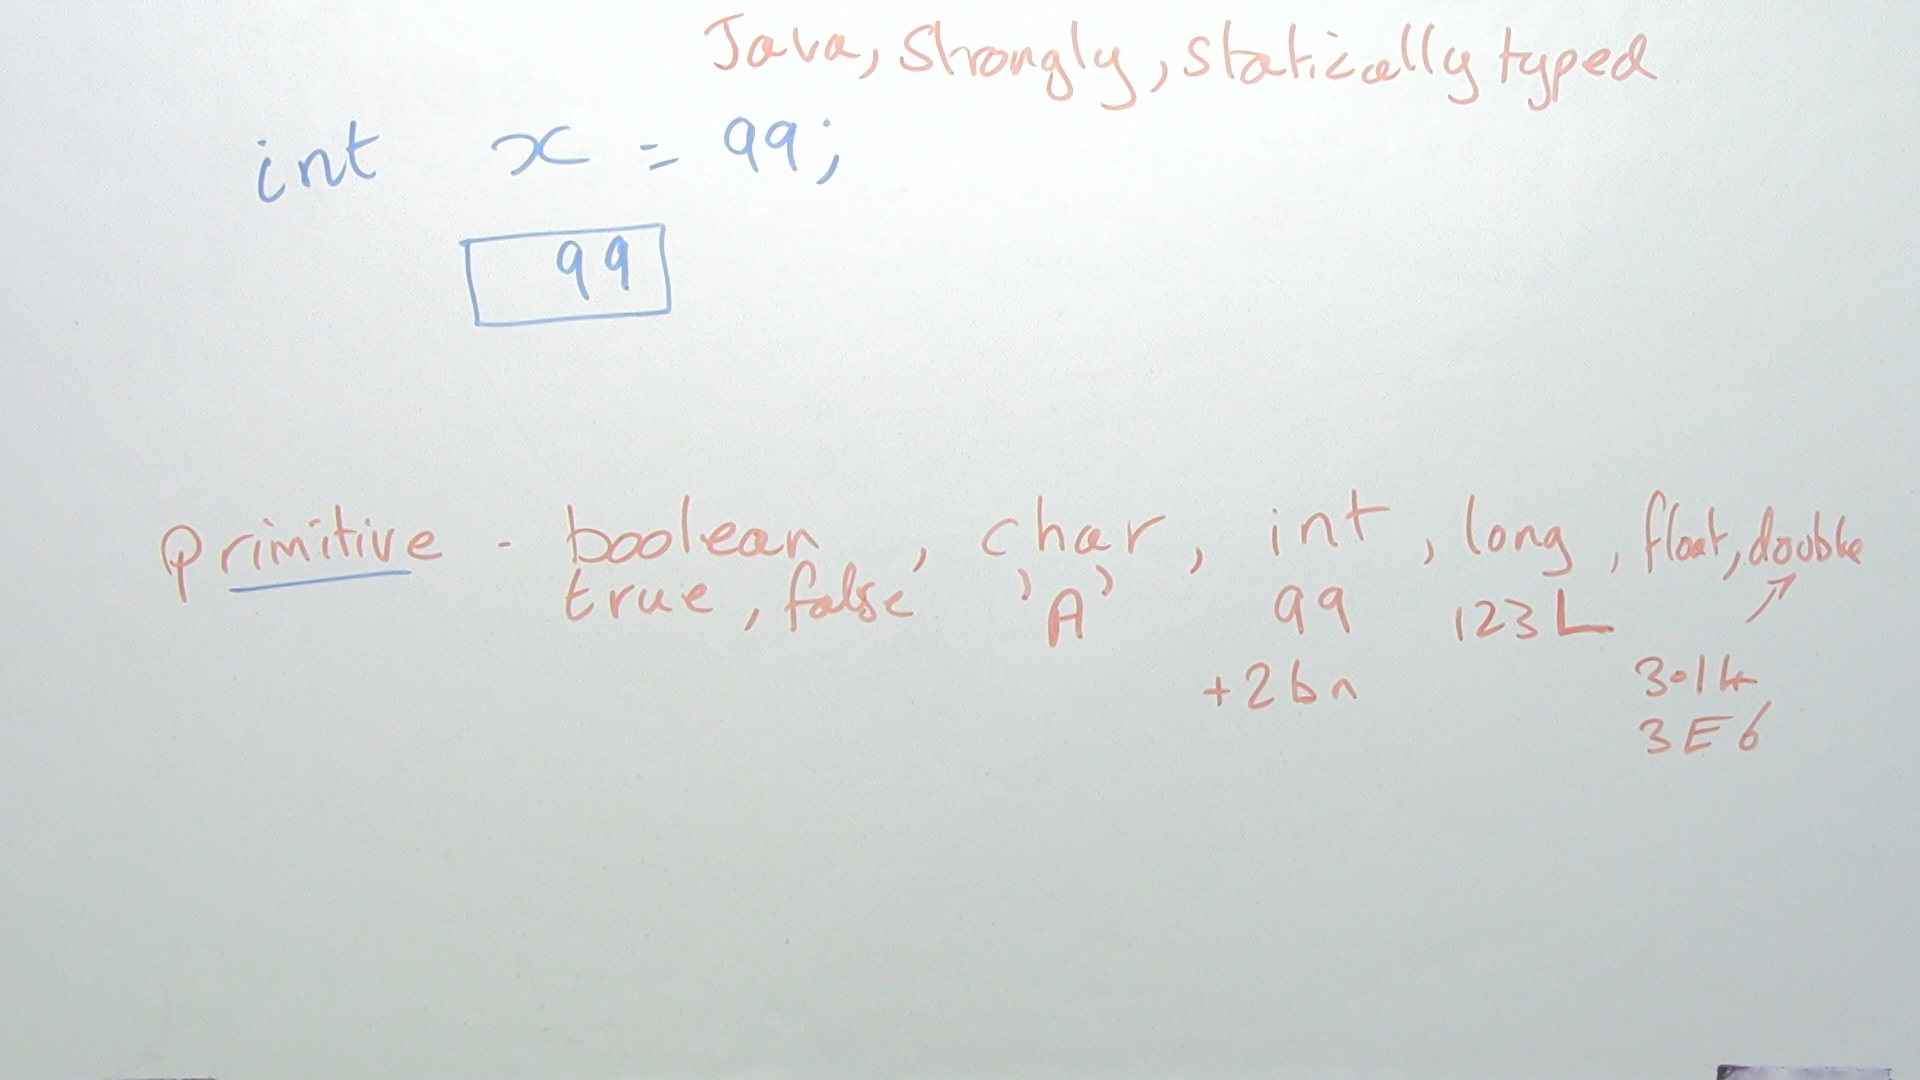 Java, Strongly, statically typed
int x = 99;
99
primitive - boolean, char, int, long, float, double
true, false 'A' 99 123L
+2bn 3.14
3E6